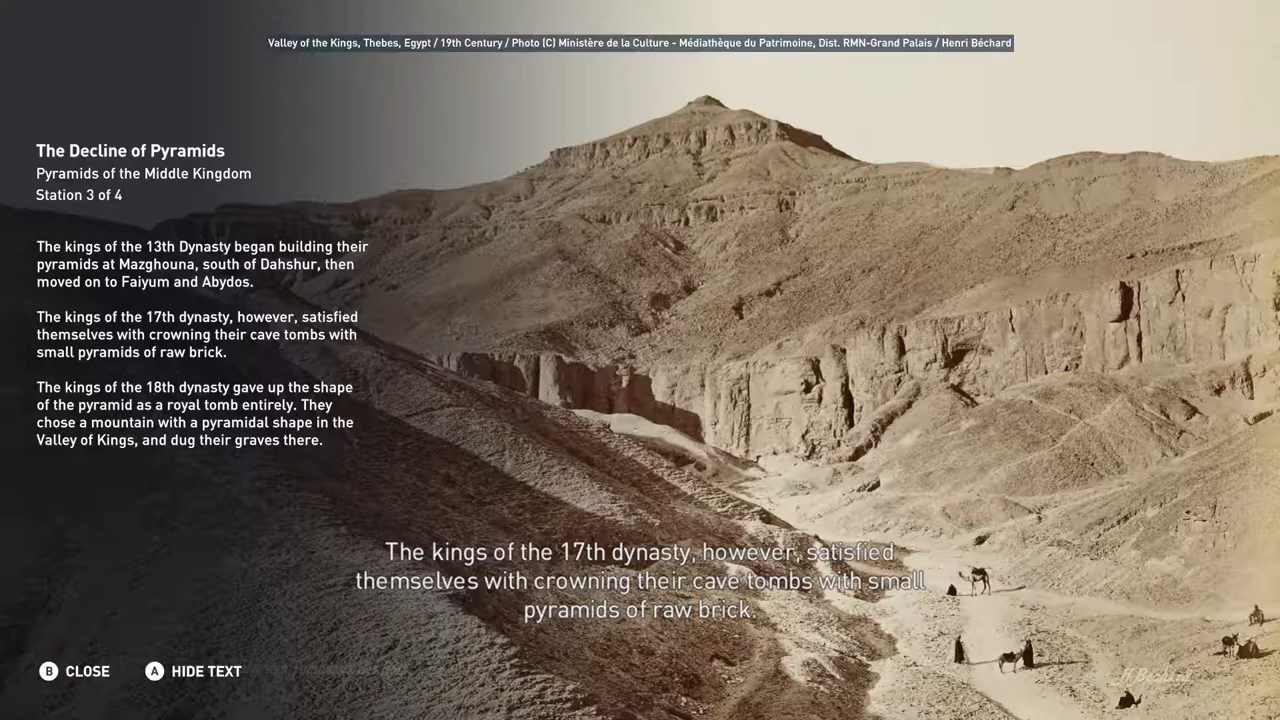 Valley of the Kings, Thebes, Egypt / 19th Century / Photo (C) Ministère de la Culture - Médiathèque du Patrimoine, Dist. RMN-Grand Palais / Henri Béchard
The Decline of Pyramids
Pyramids of the Middle Kingdom
Station 3 of 4
The kings of the 13th Dynasty began building their
pyramids at Mazghouna, south of Dahshur, then
moved on to Faiyum and Abydos.
The kings of the 17th dynasty, however, satisfied
themselves with crowning their cave tombs with
small pyramids of raw brick.
The kings of the 18th dynasty gave up the shape
of the pyramid as a royal tomb entirely. They
chose a mountain with a pyramidal shape in the
Valley of Kings, and dug their graves there.
The kings of the 17th dynasty, however, satisfied
themselves with crowning their cave tombs with small
pyramids of raw brick.
B CLOSE A HIDE TEXT
H. Béchard